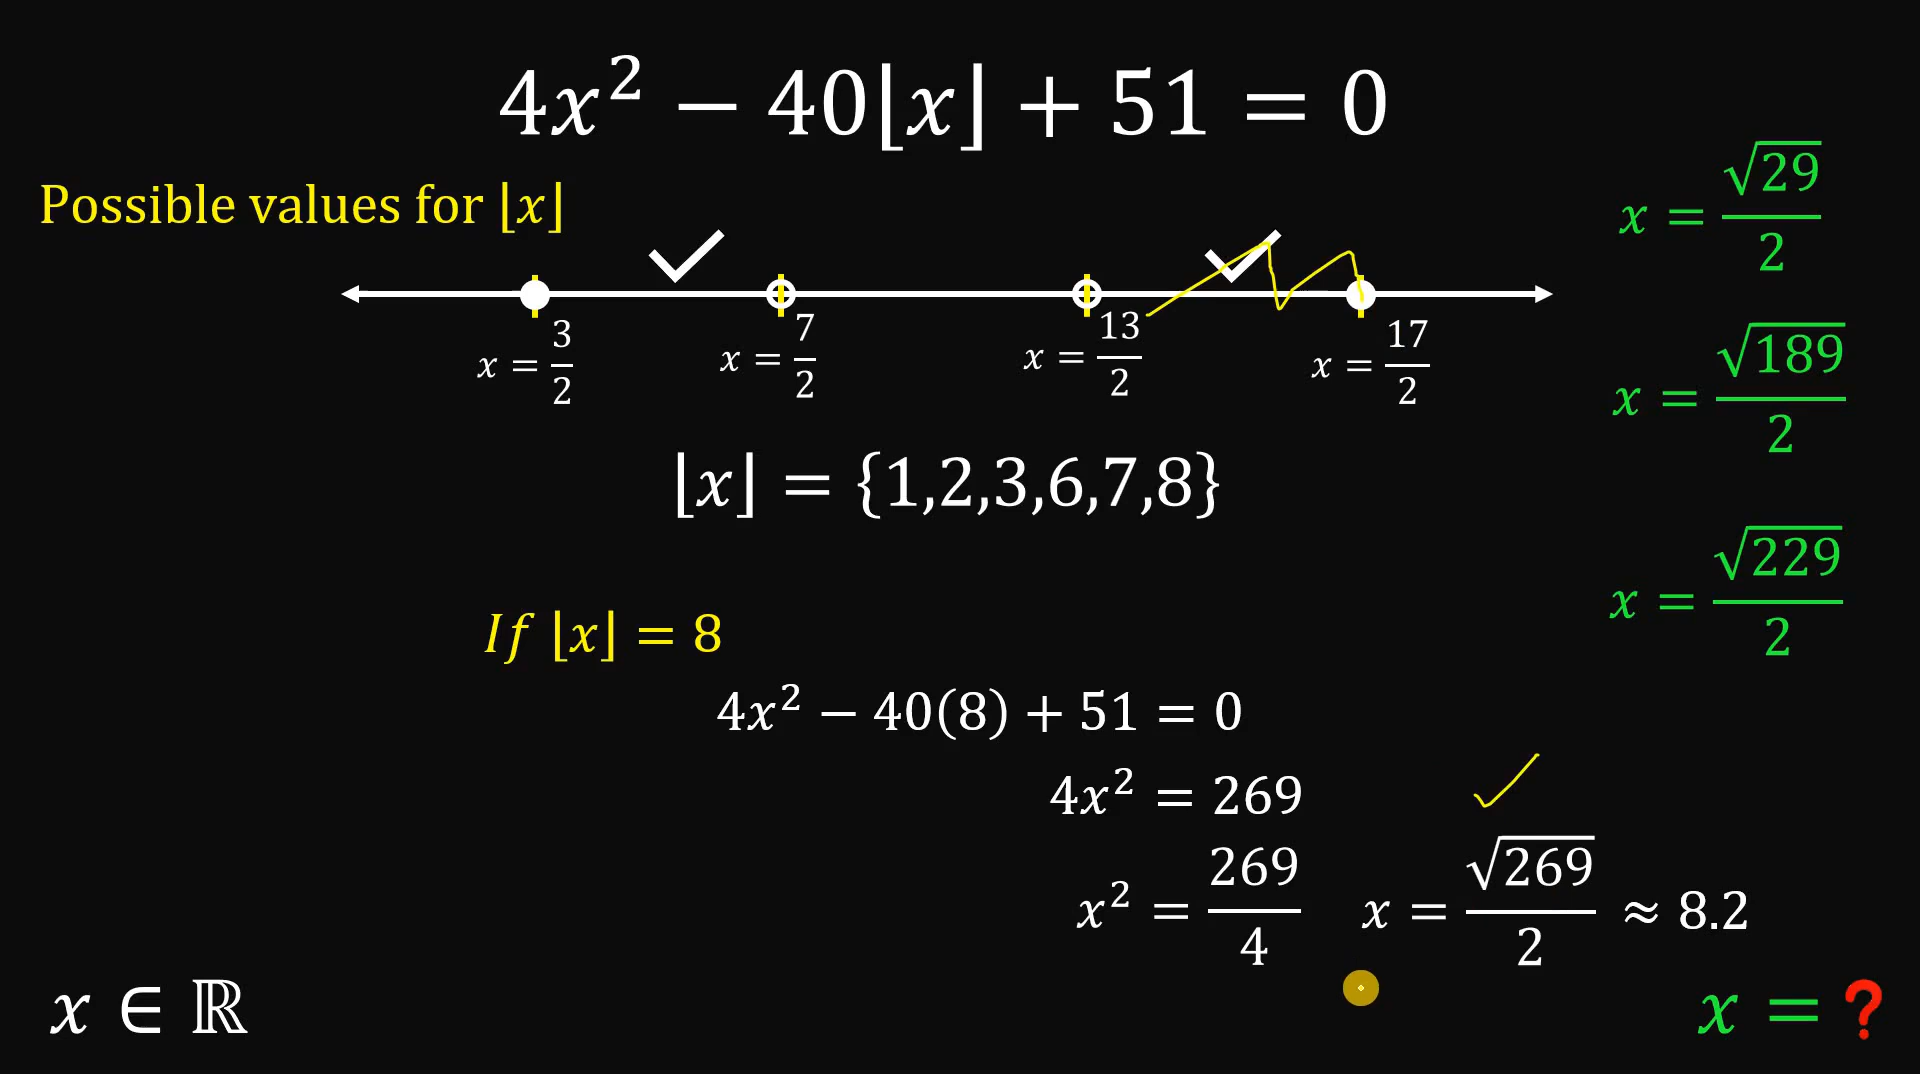 4x² − 40⌊x⌋ + 51 = 0
Possible values for ⌊x⌋
x = 3/2
x = 7/2
x = 13/2
x = 17/2
⌊x⌋ = {1,2,3,6,7,8}
If ⌊x⌋ = 8
4x² − 40(8) + 51 = 0
4x² = 269
x² = 269/4
x = √269/2 ≈ 8.2
x = √29/2
x = √189/2
x = √229/2
x ∈ ℝ
x = ?